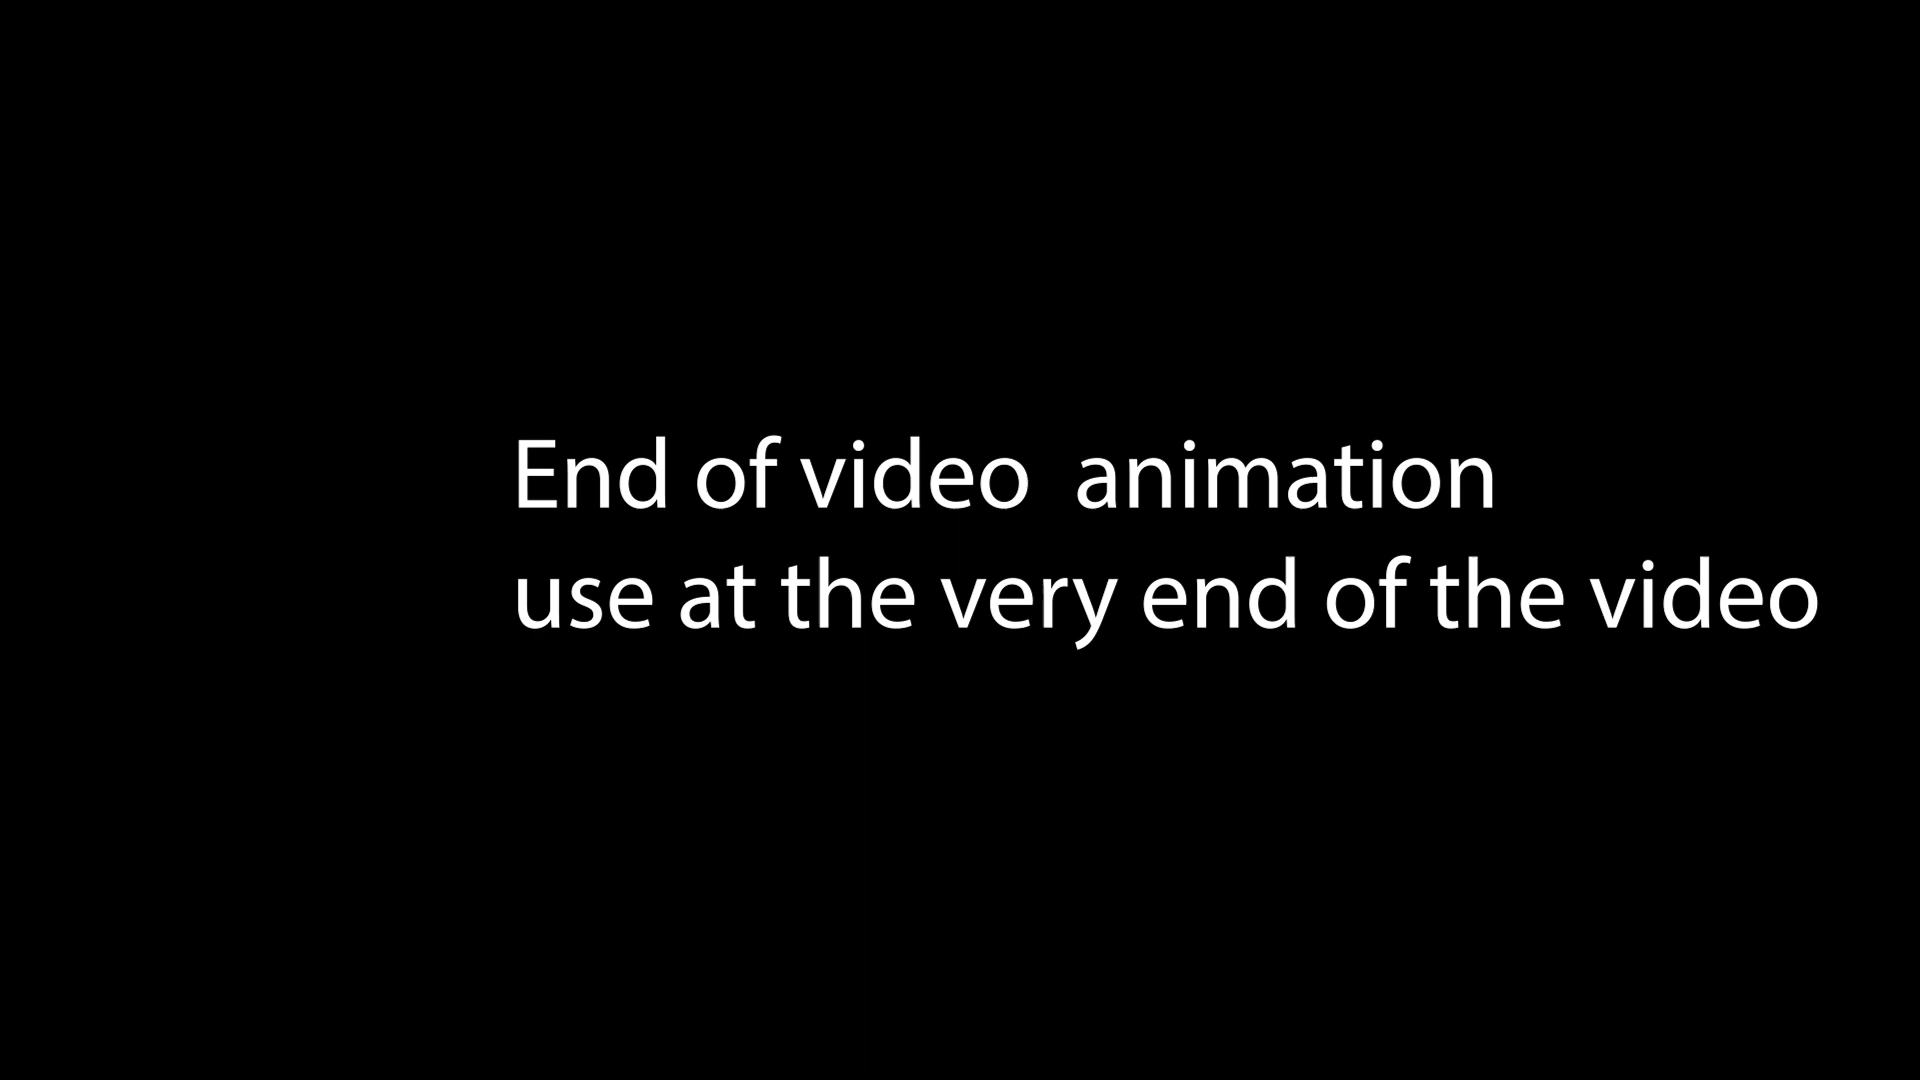 End of video  animation
use at the very end of the video